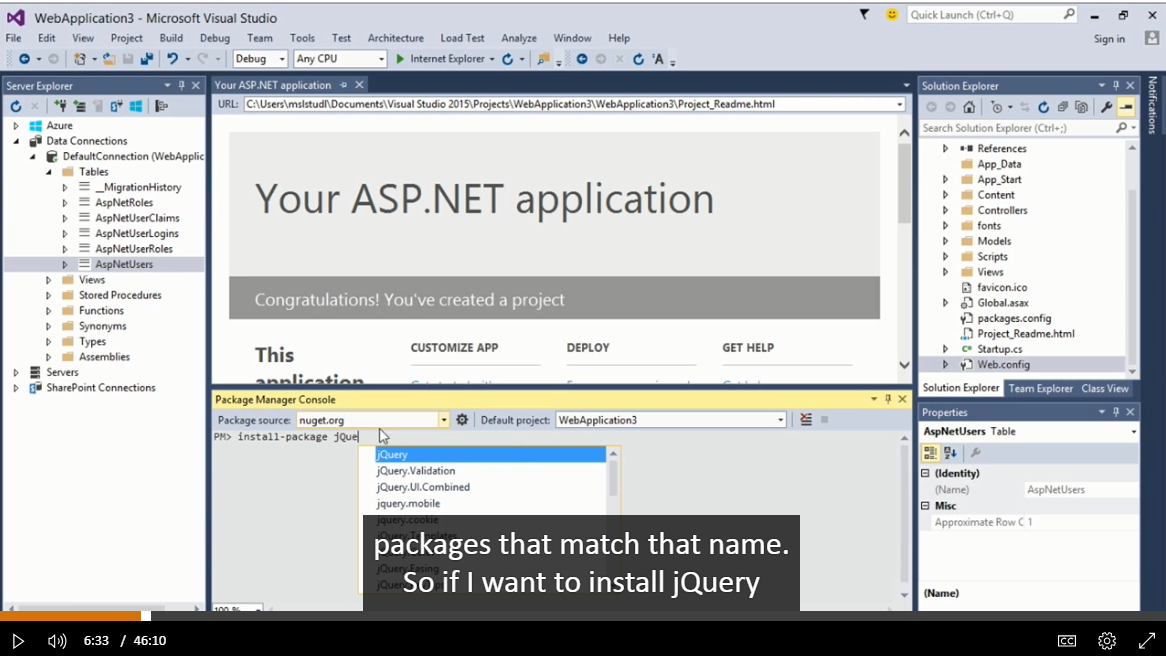 WebApplication3 - Microsoft Visual Studio
Quick Launch (Ctrl+Q)
File Edit View Project Build Debug Team Tools Test Architecture Load Test Analyze Window Help
Sign in
Debug Any CPU Internet Explorer
Server Explorer
Azure
Data Connections
DefaultConnection (WebApplic
Tables
__MigrationHistory
AspNetRoles
AspNetUserClaims
AspNetUserLogins
AspNetUserRoles
AspNetUsers
Views
Stored Procedures
Functions
Synonyms
Types
Assemblies
Servers
SharePoint Connections
Your ASP.NET application
URL: C:\Users\mslstudl\Documents\Visual Studio 2015\Projects\WebApplication3\WebApplication3\Project_Readme.html
Your ASP.NET application
Congratulations! You've created a project
This
application
CUSTOMIZE APP
DEPLOY
GET HELP
Package Manager Console
Package source: nuget.org
Default project: WebApplication3
PM> install-package jQue
jQuery
jQuery.Validation
jQuery.UI.Combined
jquery.mobile
jquery.cookie
packages that match that name.
So if I want to install jQuery
100 %
Solution Explorer
Search Solution Explorer (Ctrl+;)
References
App_Data
App_Start
Content
Controllers
fonts
Models
Scripts
Views
favicon.ico
Global.asax
packages.config
Project_Readme.html
Startup.cs
Web.config
Solution Explorer Team Explorer Class View
Properties
AspNetUsers Table
(Identity)
(Name) AspNetUsers
Misc
Approximate Row C 1
(Name)
Notifications
6:33 / 46:10
CC